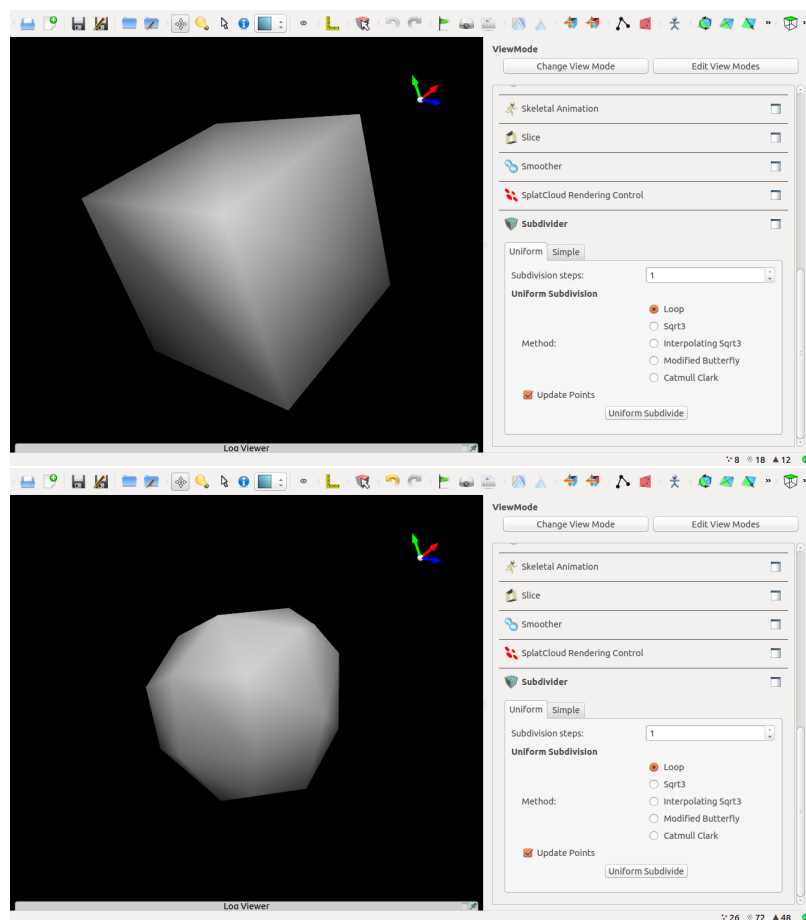 ViewMode
Change View Mode Edit View Modes
Skeletal Animation
Slice
Smoother
SplatCloud Rendering Control
Subdivider
Uniform Simple
Subdivision steps: 1
Uniform Subdivision
Loop
Sqrt3
Method: Interpolating Sqrt3
Modified Butterfly
Catmull Clark
Update Points
Uniform Subdivide
Log Viewer
8 18 12
ViewMode
Change View Mode Edit View Modes
Skeletal Animation
Slice
Smoother
SplatCloud Rendering Control
Subdivider
Uniform Simple
Subdivision steps: 1
Uniform Subdivision
Loop
Sqrt3
Method: Interpolating Sqrt3
Modified Butterfly
Catmull Clark
Update Points
Uniform Subdivide
Log Viewer
26 72 48